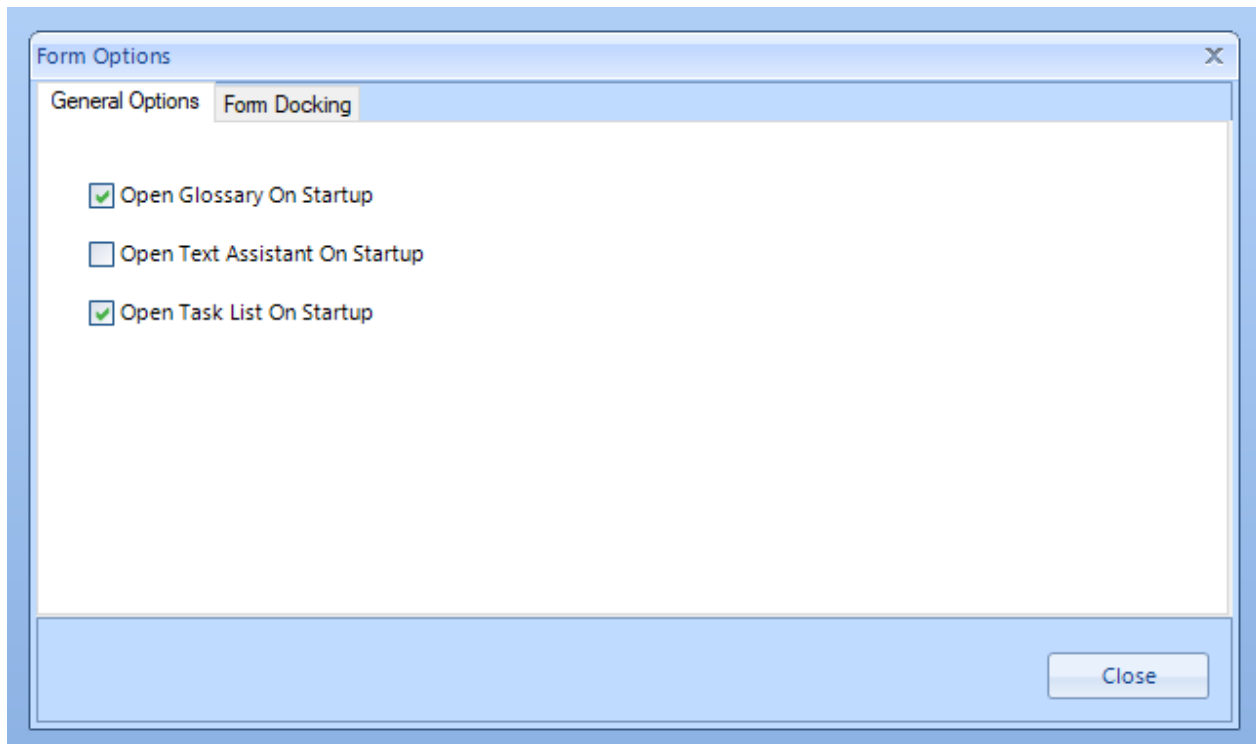 Form Options
General Options Form Docking
Open Glossary On Startup
Open Text Assistant On Startup
Open Task List On Startup
Close